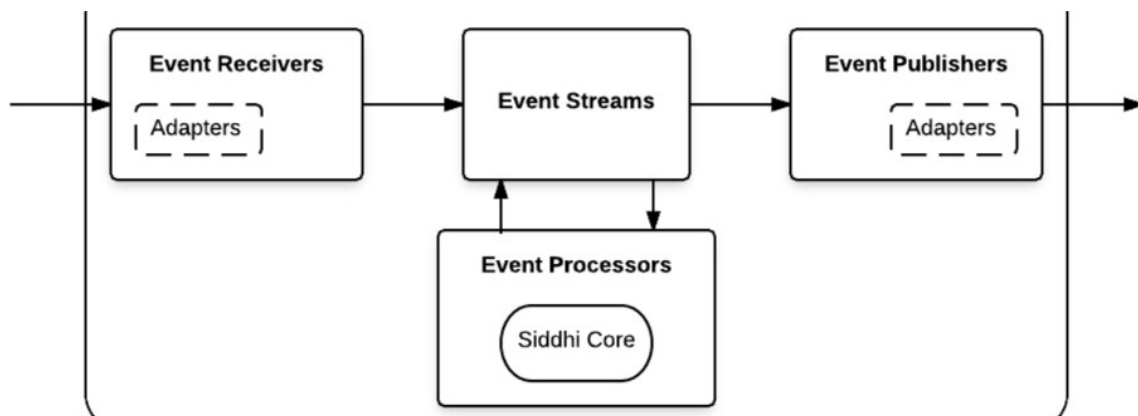 Event Receivers
Adapters
Event Streams
Event Publishers
Adapters
Event Processors
Siddhi Core